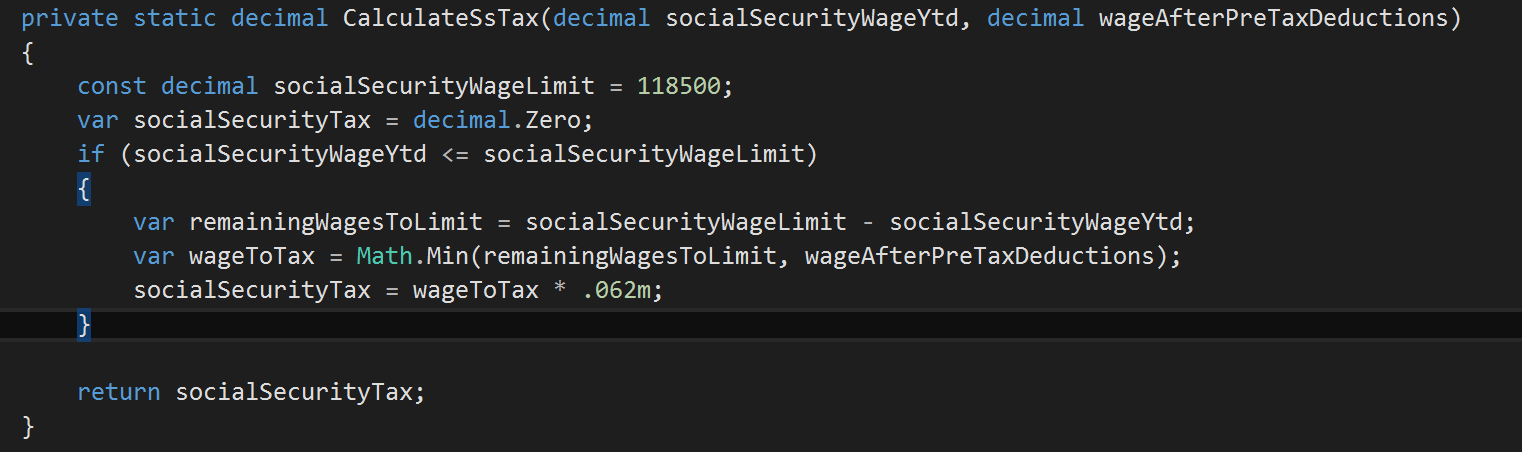 private static decimal CalculateSsTax(decimal socialSecurityWageYtd, decimal wageAfterPreTaxDeductions)
{
    const decimal socialSecurityWageLimit = 118500;
    var socialSecurityTax = decimal.Zero;
    if (socialSecurityWageYtd <= socialSecurityWageLimit)
    {
        var remainingWagesToLimit = socialSecurityWageLimit - socialSecurityWageYtd;
        var wageToTax = Math.Min(remainingWagesToLimit, wageAfterPreTaxDeductions);
        socialSecurityTax = wageToTax * .062m;
    }

    return socialSecurityTax;
}